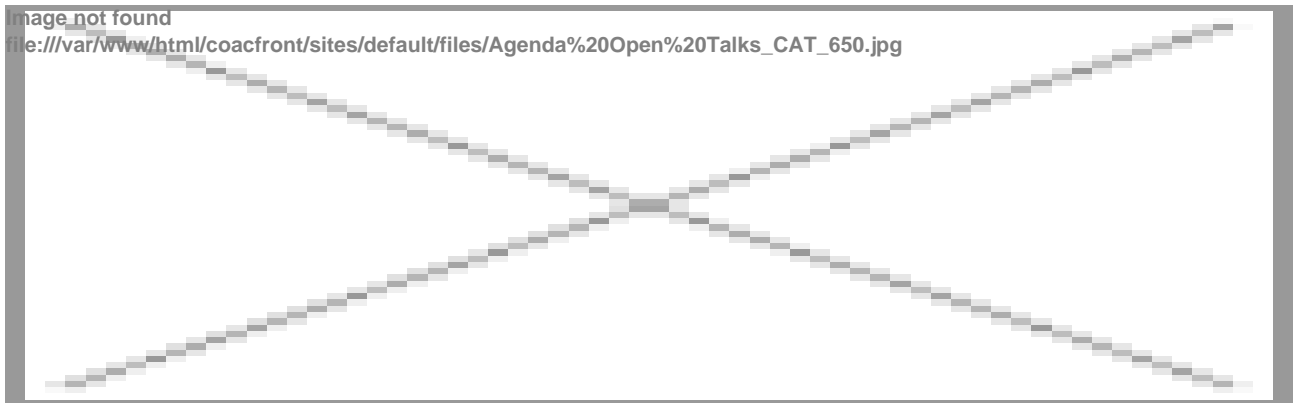 Image not found
file:///var/www/html/coacfront/sites/default/files/Agenda%20Open%20Talks_CAT_650.jpg